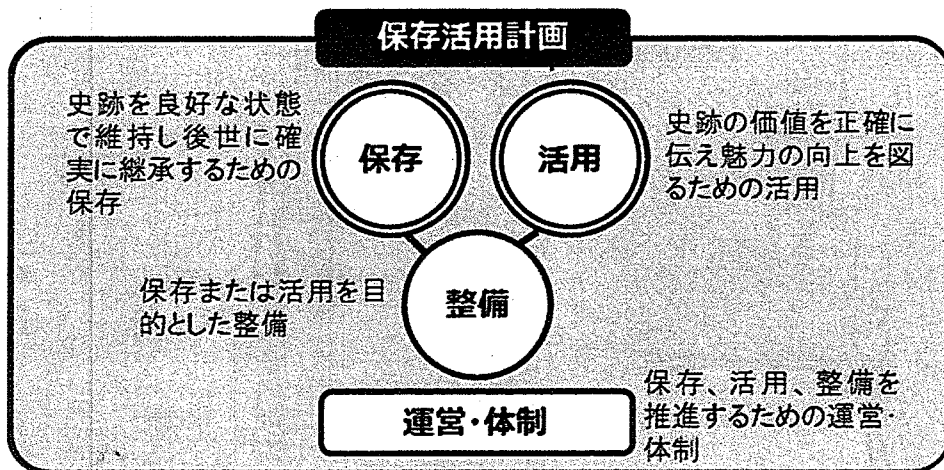 保存活用計画
史跡を良好な状態
で維持し後世に確
実に継承するための
保存
保存
活用
史跡の価値を正確に
伝え魅力の向上を図
るための活用
保存または活用を目
的とした整備
整備
運営・体制
保存、活用、整備を
推進するための運営・
体制